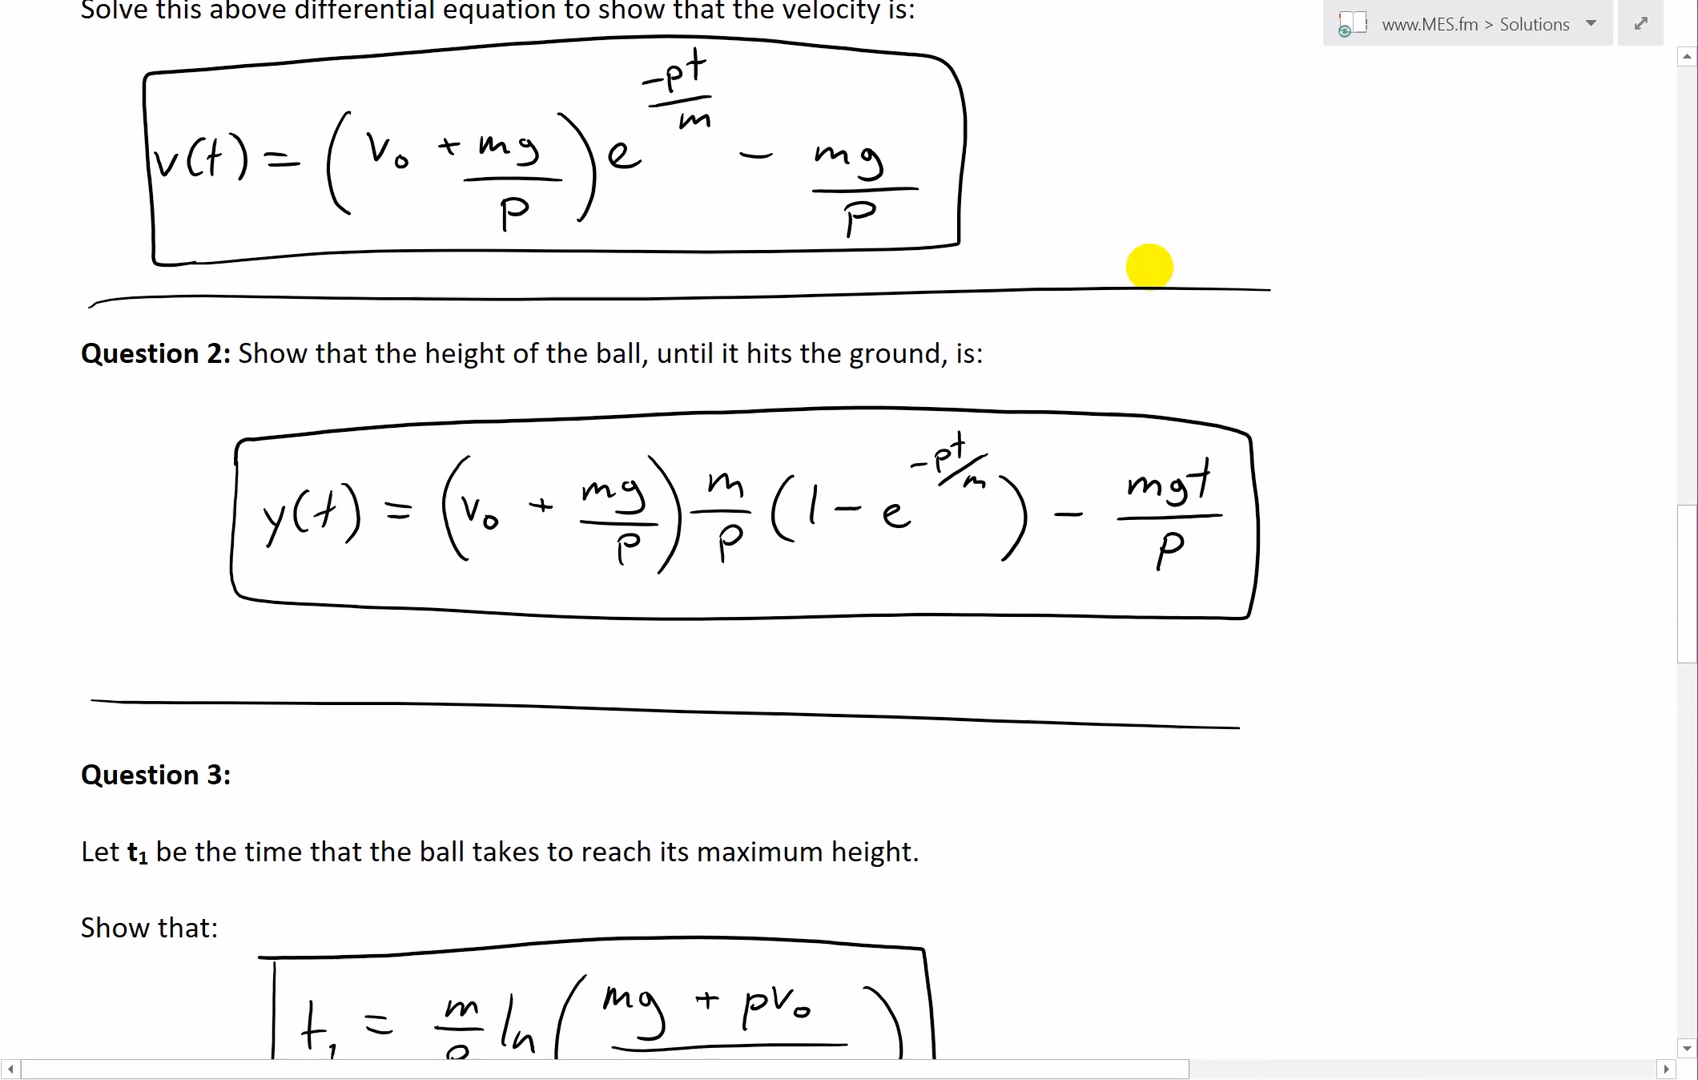 Solve this above differential equation to show that the velocity is:
www.MES.fm > Solutions
v(t) = (v₀ + mg/p) e^(-pt/m) - mg/p
Question 2: Show that the height of the ball, until it hits the ground, is:
y(t) = (v₀ + mg/p) m/p (1 - e^(-pt/m)) - mgt/p
Question 3:
Let t₁ be the time that the ball takes to reach its maximum height.
Show that:
t₁ = m/p ln(mg + pv₀